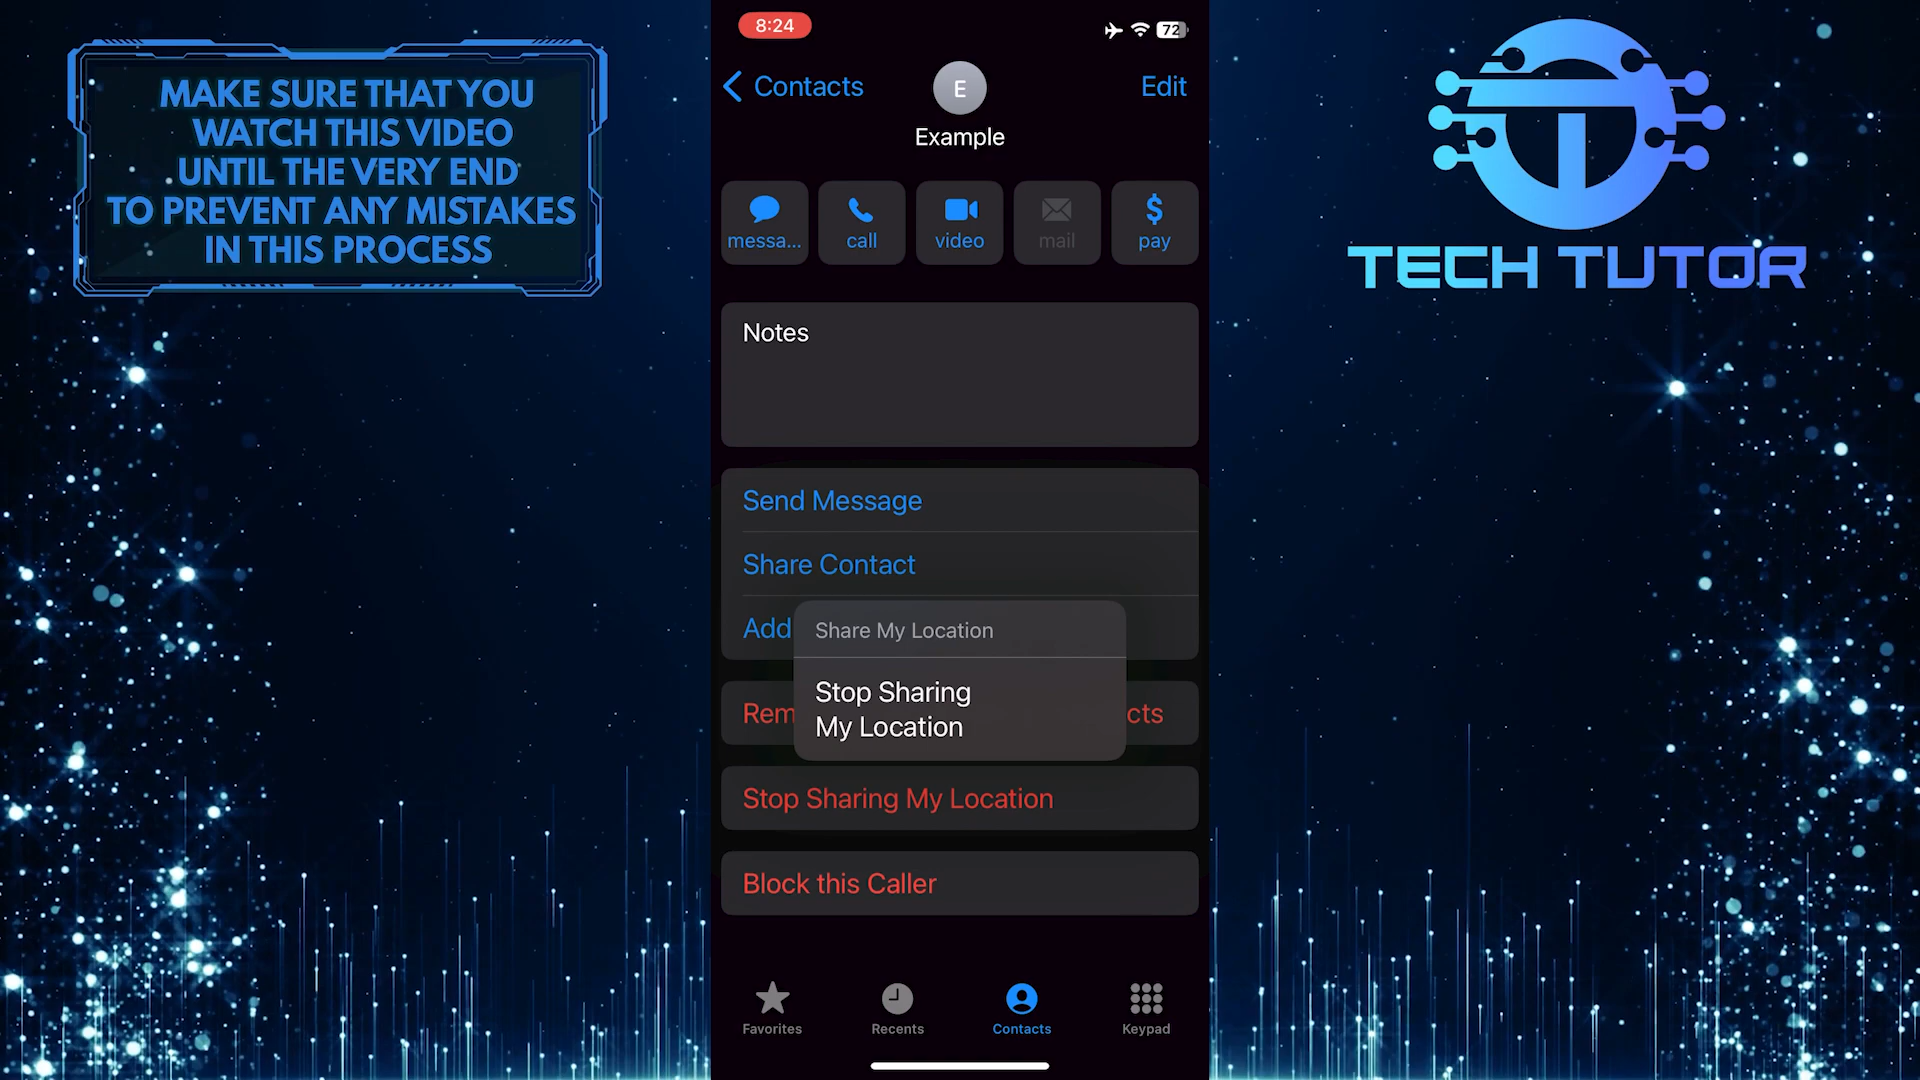 MAKE SURE THAT YOU
WATCH THIS VIDEO
UNTIL THE VERY END
TO PREVENT ANY MISTAKES
IN THIS PROCESS
8:24
72
Contacts
E
Edit
Example
messa...
call
video
mail
$
pay
Notes
Send Message
Share Contact
Add
Share My Location
Stop Sharing
My Location
Rem
cts
Stop Sharing My Location
Block this Caller
Favorites
Recents
Contacts
Keypad
TECH TUTOR